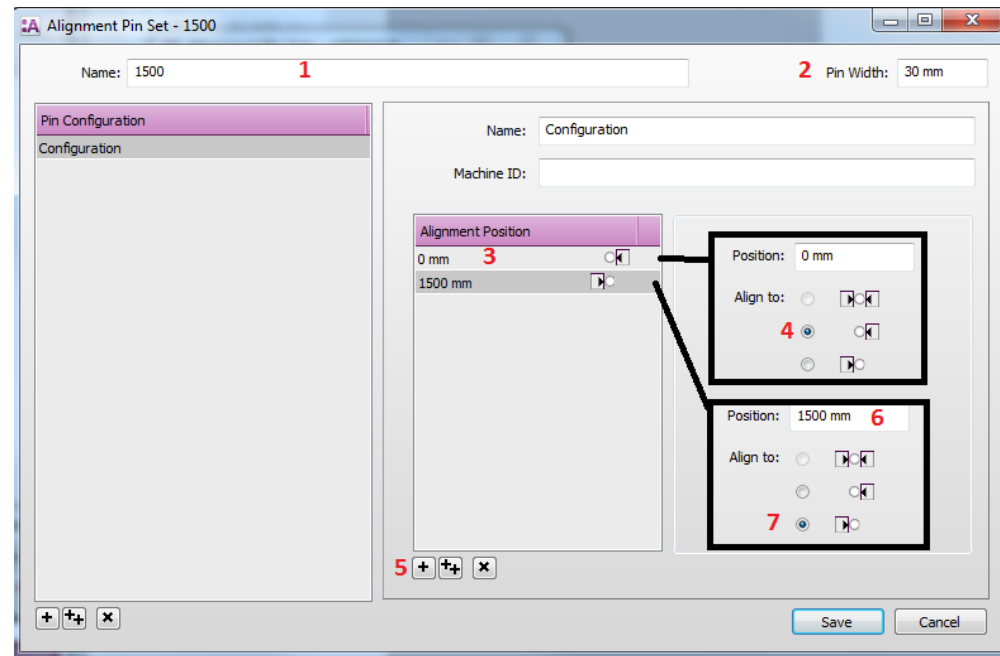 Alignment Pin Set - 1500
Name: 1500 1 2 Pin Width: 30 mm
Pin Configuration
Configuration
Name: Configuration
Machine ID:
Alignment Position
0 mm 3
1500 mm
Position: 0 mm
Align to:
4
Position: 1500 mm 6
Align to:
7
5
Save Cancel